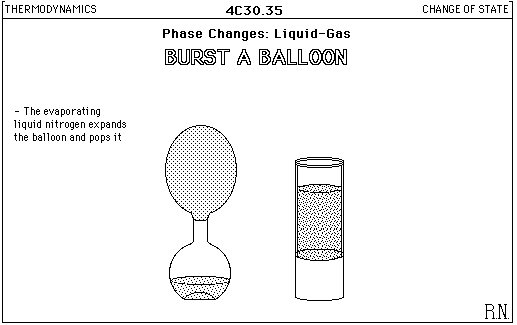 THERMODYNAMICS 4C30.35 CHANGE OF STATE
Phase Changes: Liquid-Gas
BURST A BALLOON
- The evaporating
liquid nitrogen expands
the balloon and pops it
R.N.